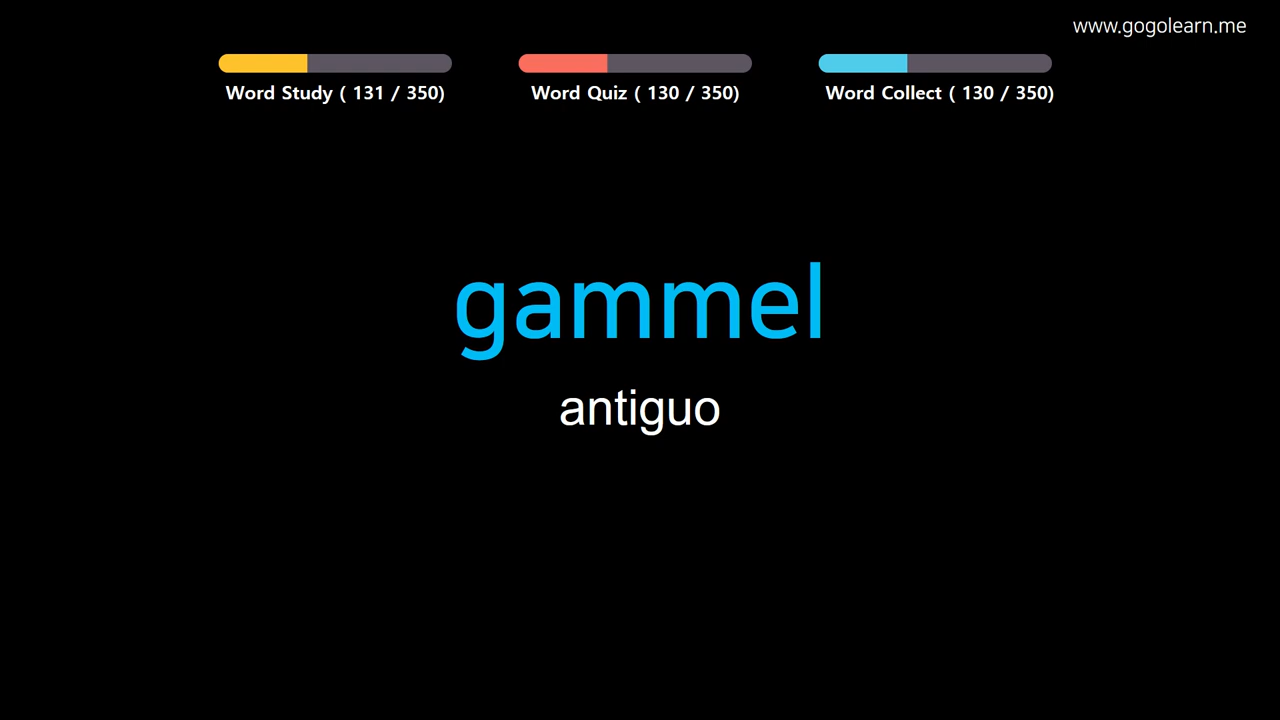 www.gogolearn.me
Word Study ( 131 / 350)
Word Quiz ( 130 / 350)
Word Collect ( 130 / 350)
gammel
antiguo